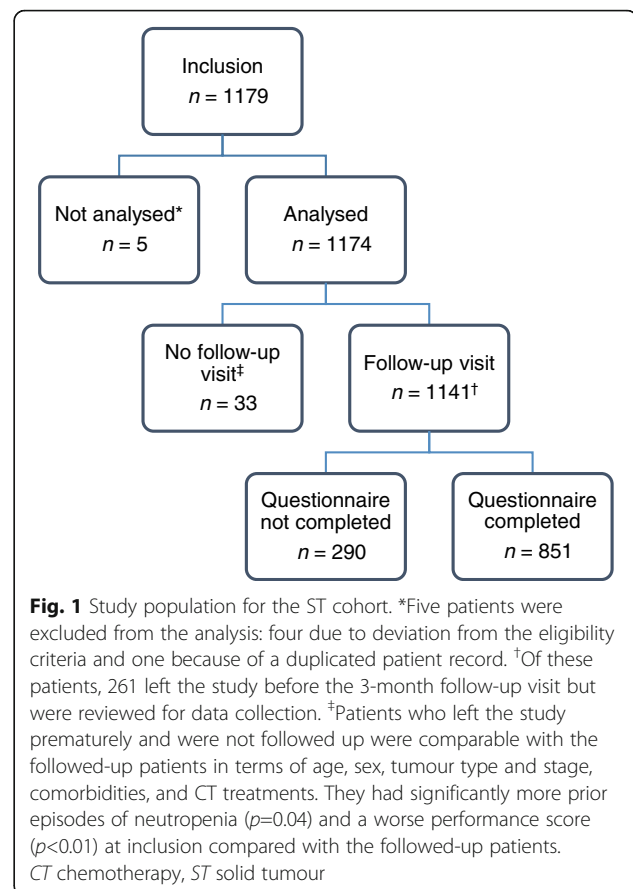 Inclusion
n = 1179
Not analysed*
n = 5
Analysed
n = 1174
No follow-up
visit‡
n = 33
Follow-up visit
n = 1141†
Questionnaire
not completed
n = 290
Questionnaire
completed
n = 851
Fig. 1 Study population for the ST cohort. *Five patients were
excluded from the analysis: four due to deviation from the eligibility
criteria and one because of a duplicated patient record. †Of these
patients, 261 left the study before the 3-month follow-up visit but
were reviewed for data collection. ‡Patients who left the study
prematurely and were not followed up were comparable with the
followed-up patients in terms of age, sex, tumour type and stage,
comorbidities, and CT treatments. They had significantly more prior
episodes of neutropenia (p=0.04) and a worse performance score
(p<0.01) at inclusion compared with the followed-up patients.
CT chemotherapy, ST solid tumour